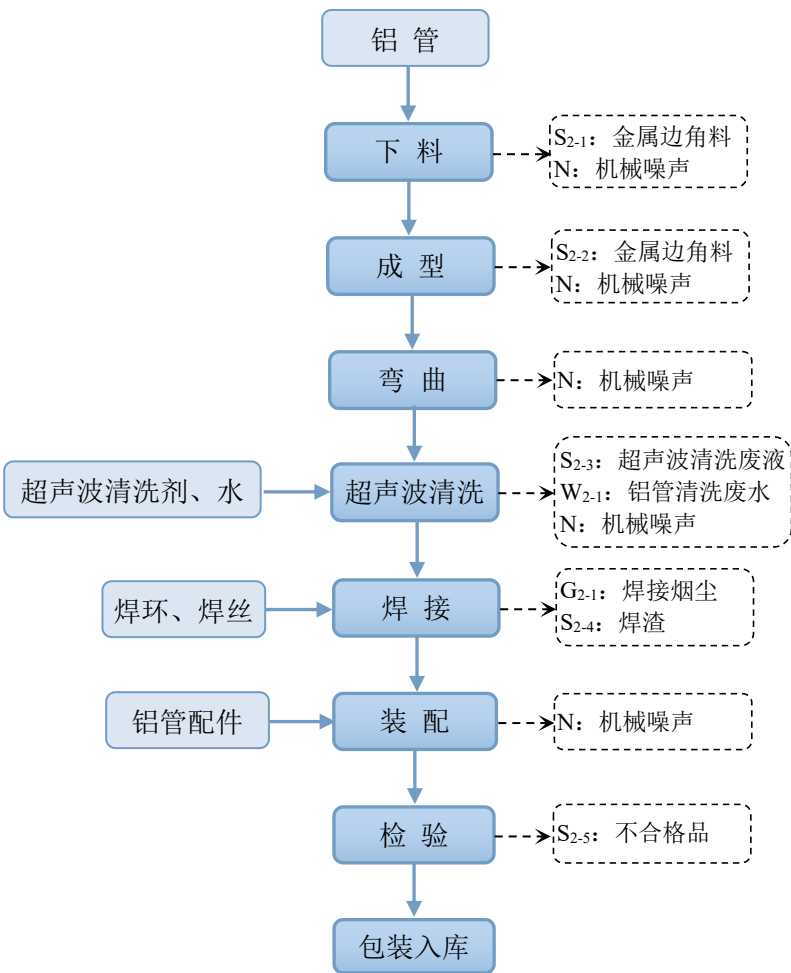 铝 管
下 料
S2-1：金属边角料
N：机械噪声
成 型
S2-2：金属边角料
N：机械噪声
弯 曲
N：机械噪声
超声波清洗剂、水
超声波清洗
S2-3：超声波清洗废液
W2-1：铝管清洗废水
N：机械噪声
焊环、焊丝
焊 接
G2-1：焊接烟尘
S2-4：焊渣
铝管配件
装 配
N：机械噪声
检 验
S2-5：不合格品
包装入库